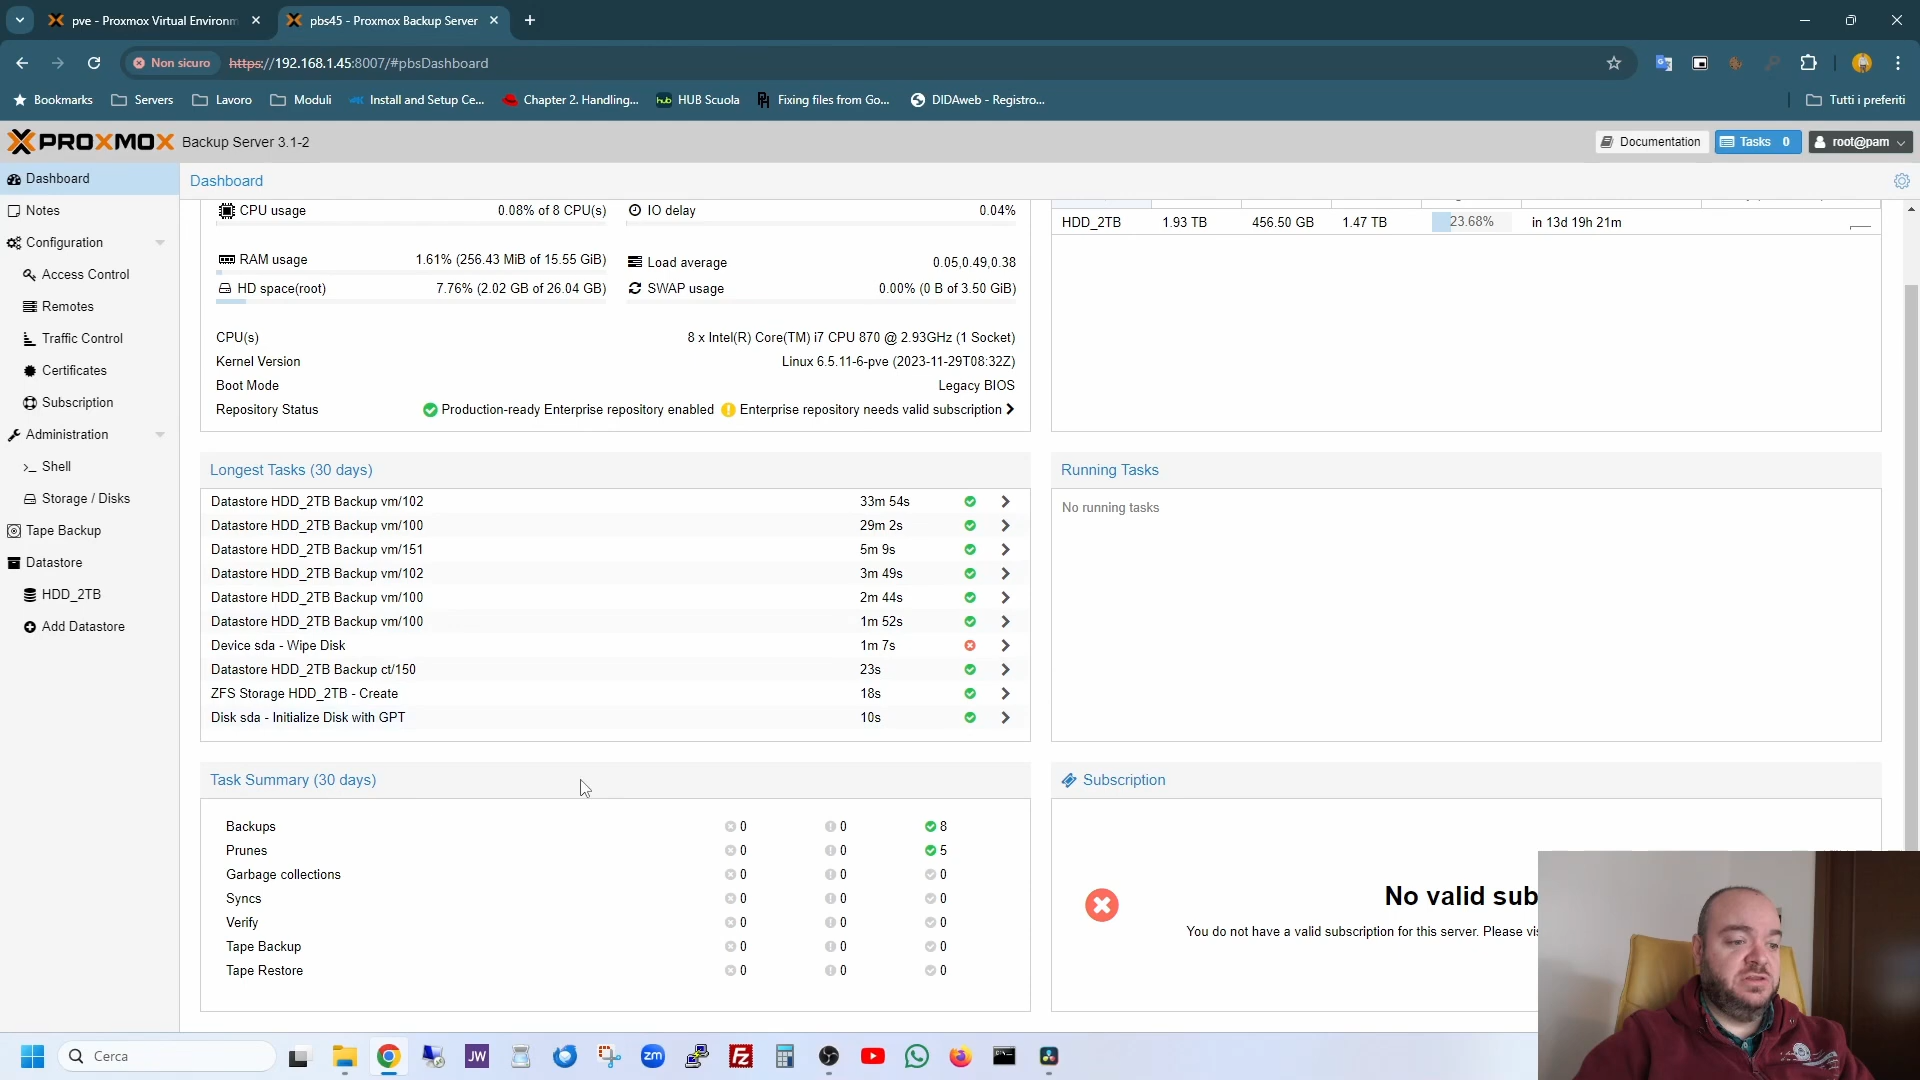 pve - Proxmox Virtual Environm
pbs45 - Proxmox Backup Server
Non sicuro
https://192.168.1.45:8007/#pbsDashboard
Bookmarks
Servers
Lavoro
Moduli
Install and Setup Ce...
Chapter 2. Handling...
HUB Scuola
Fixing files from Go...
DIDAweb - Registro...
Tutti i preferiti
PROXMOX Backup Server 3.1-2
Documentation
Tasks 0
root@pam
Dashboard
Notes
Configuration
Access Control
Remotes
Traffic Control
Certificates
Subscription
Administration
Shell
Storage / Disks
Tape Backup
Datastore
HDD_2TB
Add Datastore
Dashboard
CPU usage 0.08% of 8 CPU(s)
IO delay 0.04%
RAM usage 1.61% (256.43 MiB of 15.55 GiB)
Load average 0.05,0.49,0.38
HD space(root) 7.76% (2.02 GB of 26.04 GB)
SWAP usage 0.00% (0 B of 3.50 GiB)
CPU(s) 8 x Intel(R) Core(TM) i7 CPU 870 @ 2.93GHz (1 Socket)
Kernel Version Linux 6.5.11-6-pve (2023-11-29T08:32Z)
Boot Mode Legacy BIOS
Repository Status Production-ready Enterprise repository enabled Enterprise repository needs valid subscription
HDD_2TB 1.93 TB 456.50 GB 1.47 TB 23.68% in 13d 19h 21m
Longest Tasks (30 days)
Datastore HDD_2TB Backup vm/102 33m 54s
Datastore HDD_2TB Backup vm/100 29m 2s
Datastore HDD_2TB Backup vm/151 5m 9s
Datastore HDD_2TB Backup vm/102 3m 49s
Datastore HDD_2TB Backup vm/100 2m 44s
Datastore HDD_2TB Backup vm/100 1m 52s
Device sda - Wipe Disk 1m 7s
Datastore HDD_2TB Backup ct/150 23s
ZFS Storage HDD_2TB - Create 18s
Disk sda - Initialize Disk with GPT 10s
Running Tasks
No running tasks
Task Summary (30 days)
Backups 0 0 8
Prunes 0 0 5
Garbage collections 0 0 0
Syncs 0 0 0
Verify 0 0 0
Tape Backup 0 0 0
Tape Restore 0 0 0
Subscription
No valid sub
You do not have a valid subscription for this server. Please vis
Cerca
JW
zm
FZ